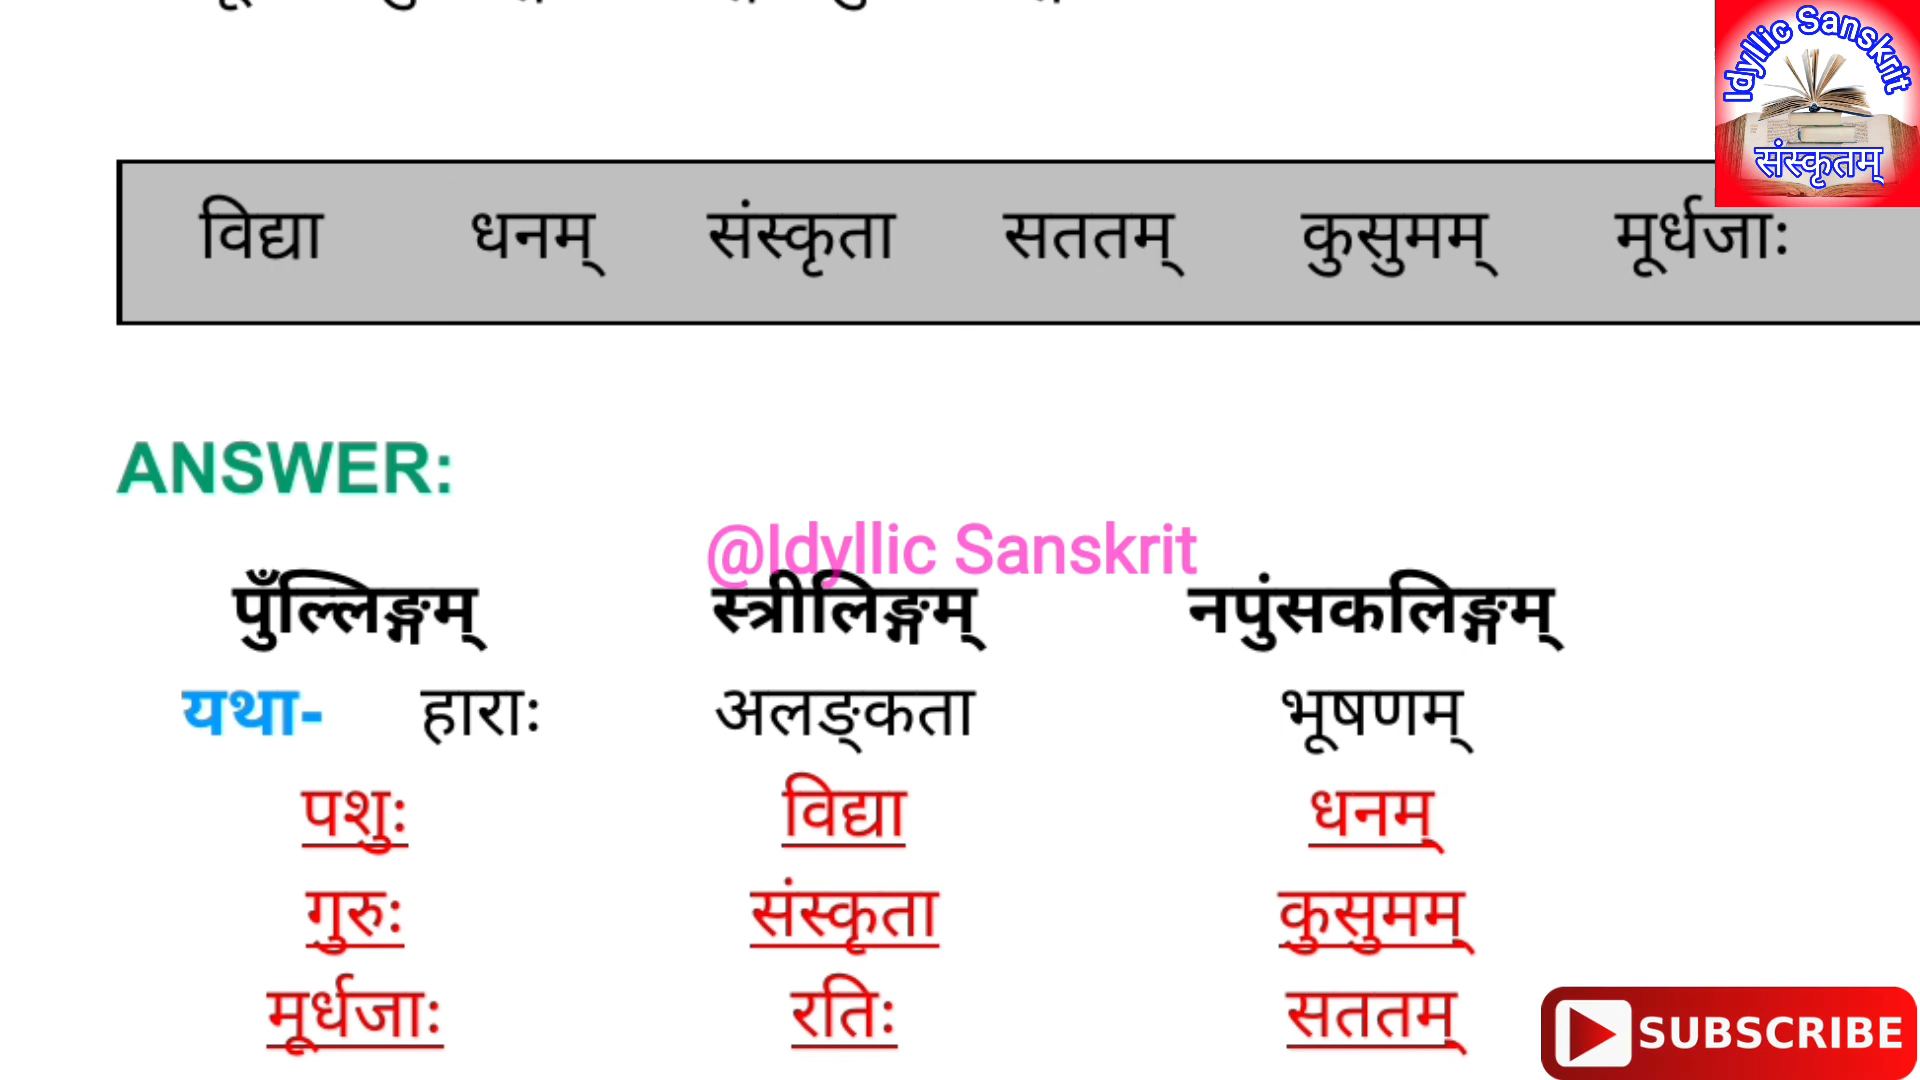 Idyllic Sanskrit
संस्कृतम्
विद्या धनम् संस्कृता सततम् कुसुमम् मूर्धजाः
ANSWER:
@Idyllic Sanskrit
पुँल्लिङ्गम् स्त्रीलिङ्गम् नपुंसकलिङ्गम्
यथा- हाराः अलङ्कता भूषणम्
पशुः विद्या धनम्
गुरुः संस्कृता कुसुमम्
मूर्धजाः रतिः सततम्
SUBSCRIBE